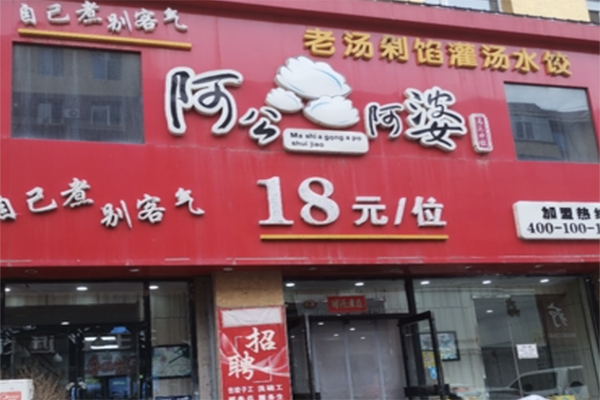 自己煮别客气
老汤剁馅灌汤水饺
阿公阿婆
Ma shi a gong a po
shui jiao
自己煮别客气
18元/位
加盟热
400-100-1
招聘